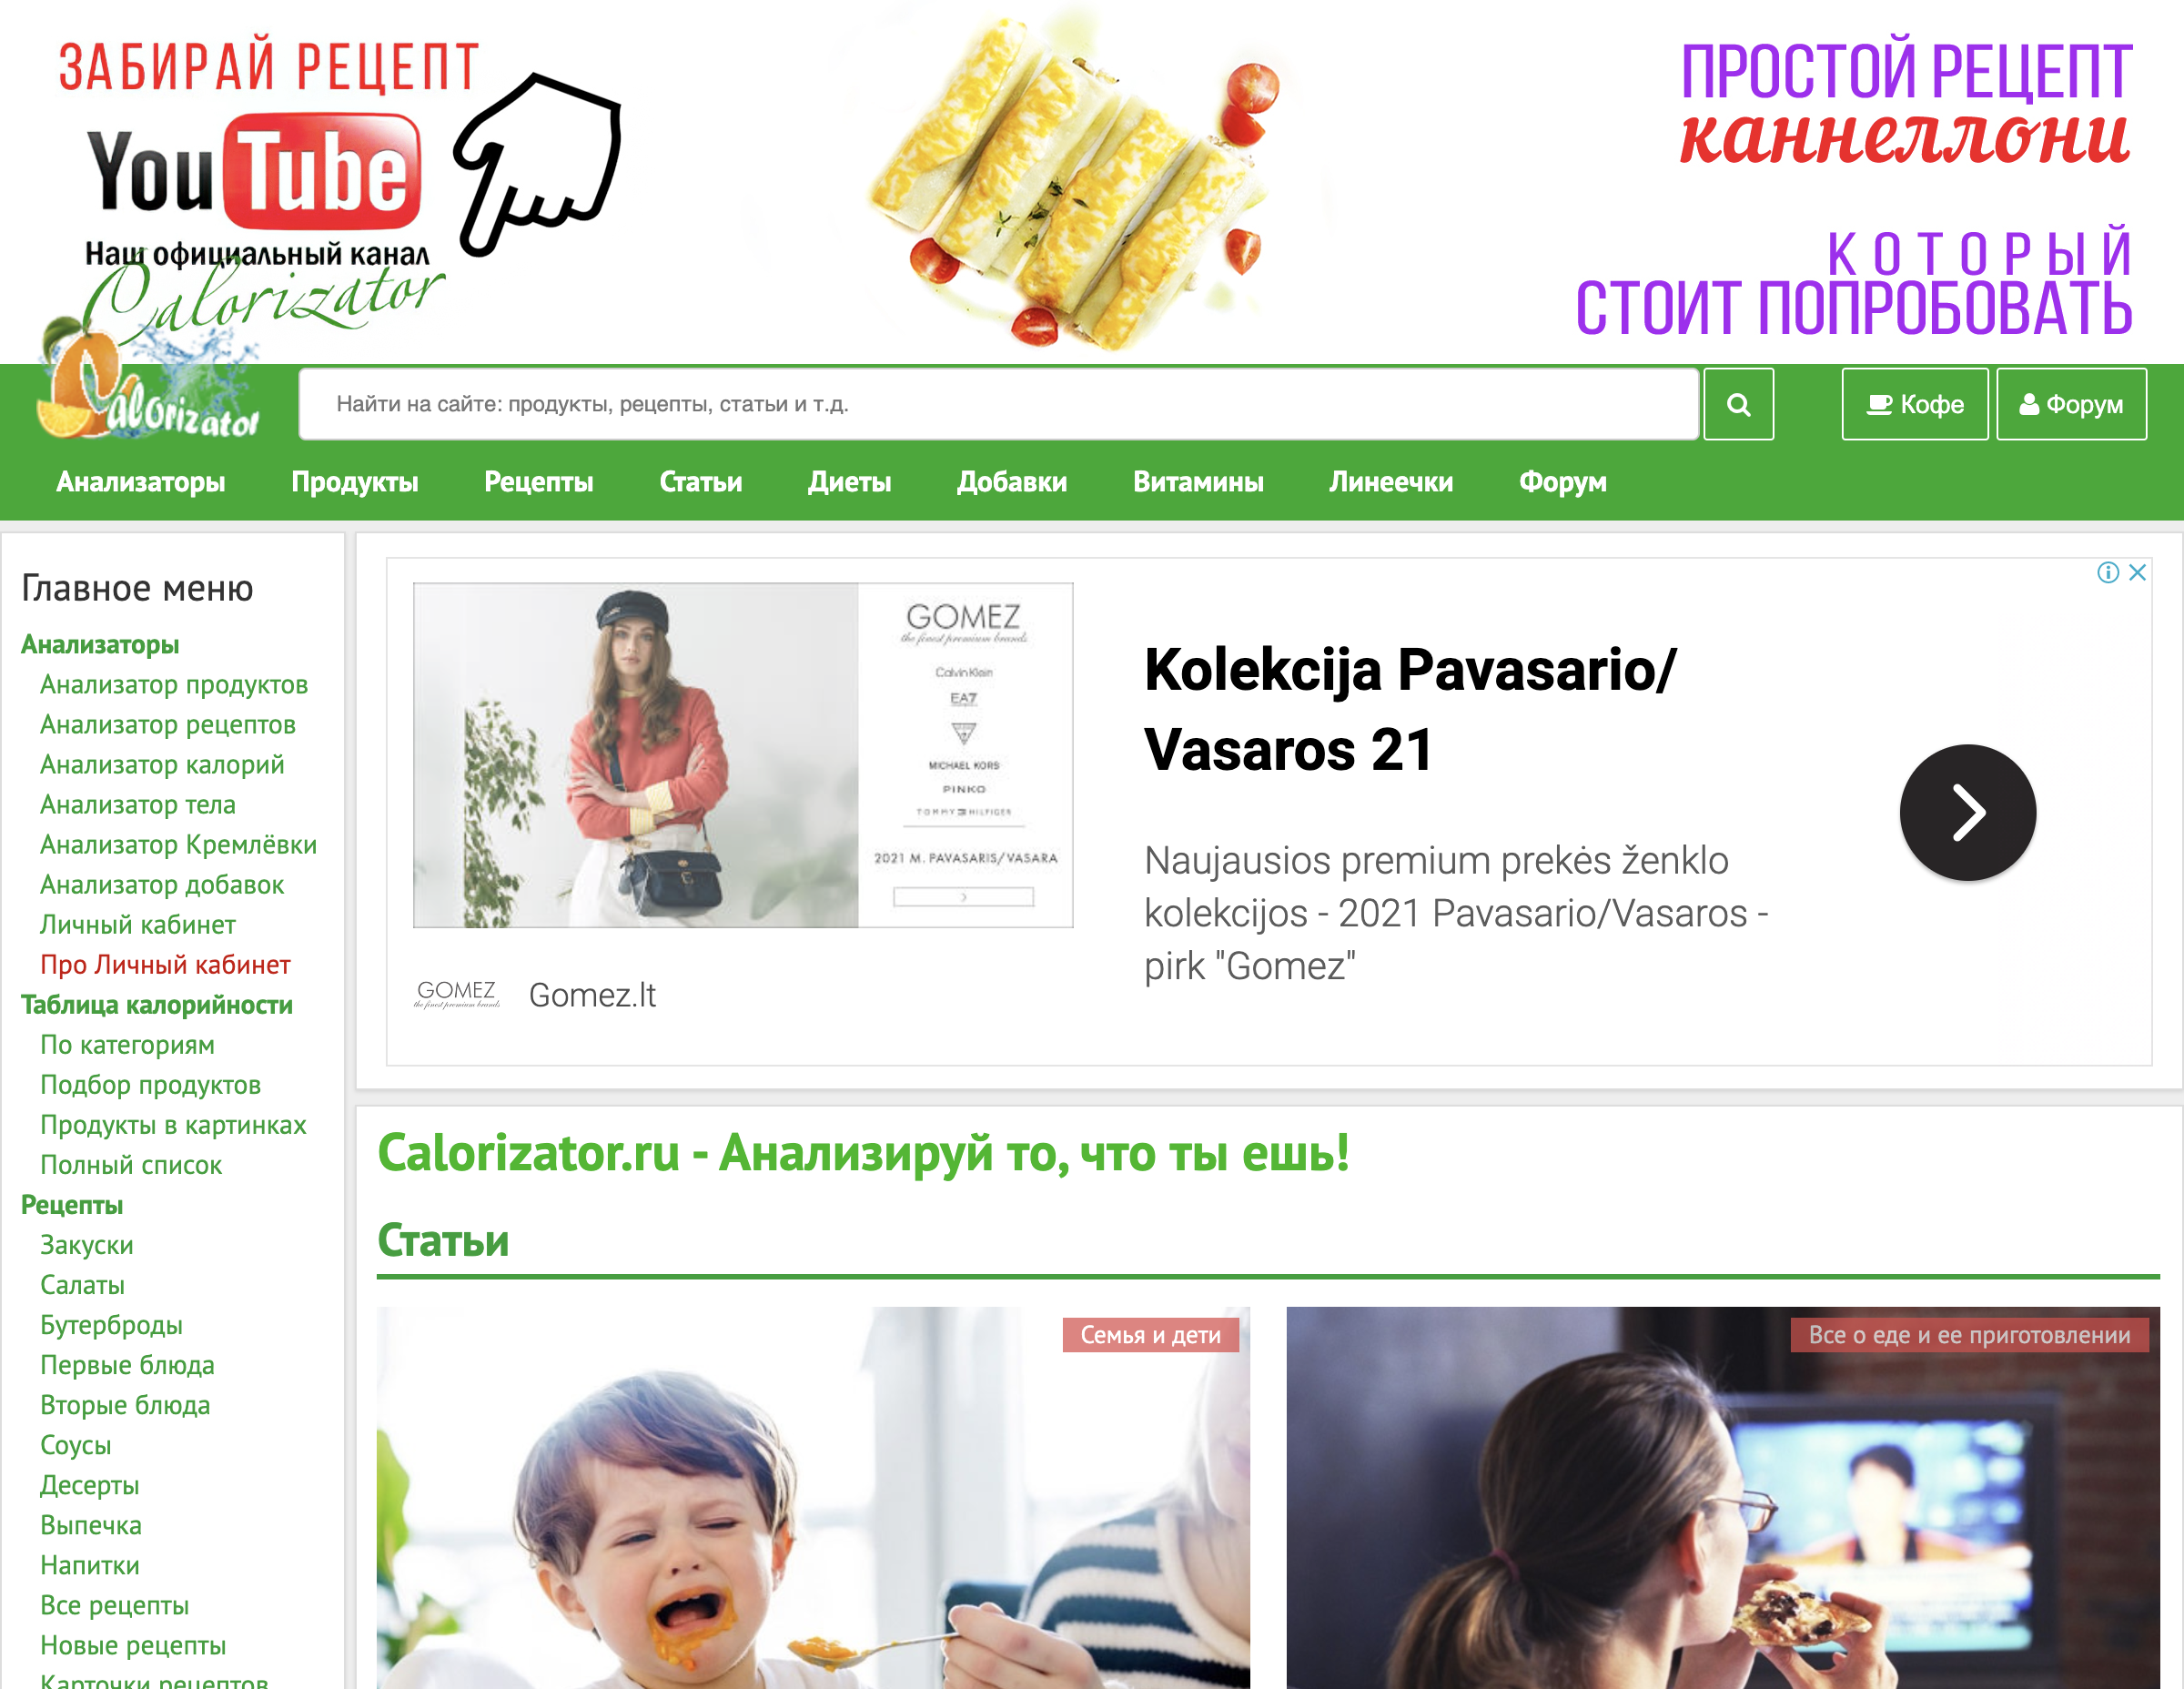 ЗАБИРАЙ РЕЦЕПТ
YouTube
Наш официальный канал
Calorizator
ПРОСТОЙ РЕЦЕПТ
каннеллони
КОТОРЫЙ
СТОИТ ПОПРОБОВАТЬ
Calorizator
Найти на сайте: продукты, рецепты, статьи и т.д.
Кофе
Форум
Анализаторы Продукты Рецепты Статьи Диеты Добавки Витамины Линеечки Форум
Главное меню
Анализаторы
Анализатор продуктов
Анализатор рецептов
Анализатор калорий
Анализатор тела
Анализатор Кремлёвки
Анализатор добавок
Личный кабинет
Про Личный кабинет
Таблица калорийности
По категориям
Подбор продуктов
Продукты в картинках
Полный список
Рецепты
Закуски
Салаты
Бутерброды
Первые блюда
Вторые блюда
Соусы
Десерты
Выпечка
Напитки
Все рецепты
Новые рецепты
Карточки рецептов
GOMEZ
the finest premium brands
Calvin Klein
EA7
MICHAEL KORS
PINKO
TOMMY HILFIGER
2021 M. PAVASARIS/VASARA
Kolekcija Pavasario/
Vasaros 21
Naujausios premium prekės ženklo
kolekcijos - 2021 Pavasario/Vasaros -
pirk "Gomez"
GOMEZ
the finest premium brands
Gomez.lt
Calorizator.ru - Анализируй то, что ты ешь!
Статьи
Семья и дети
Все о еде и ее приготовлении